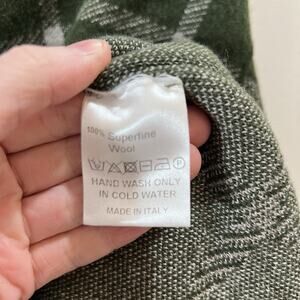 100% Superfine
Wool
P
HAND WASH ONLY
IN COLD WATER
MADE IN ITALY